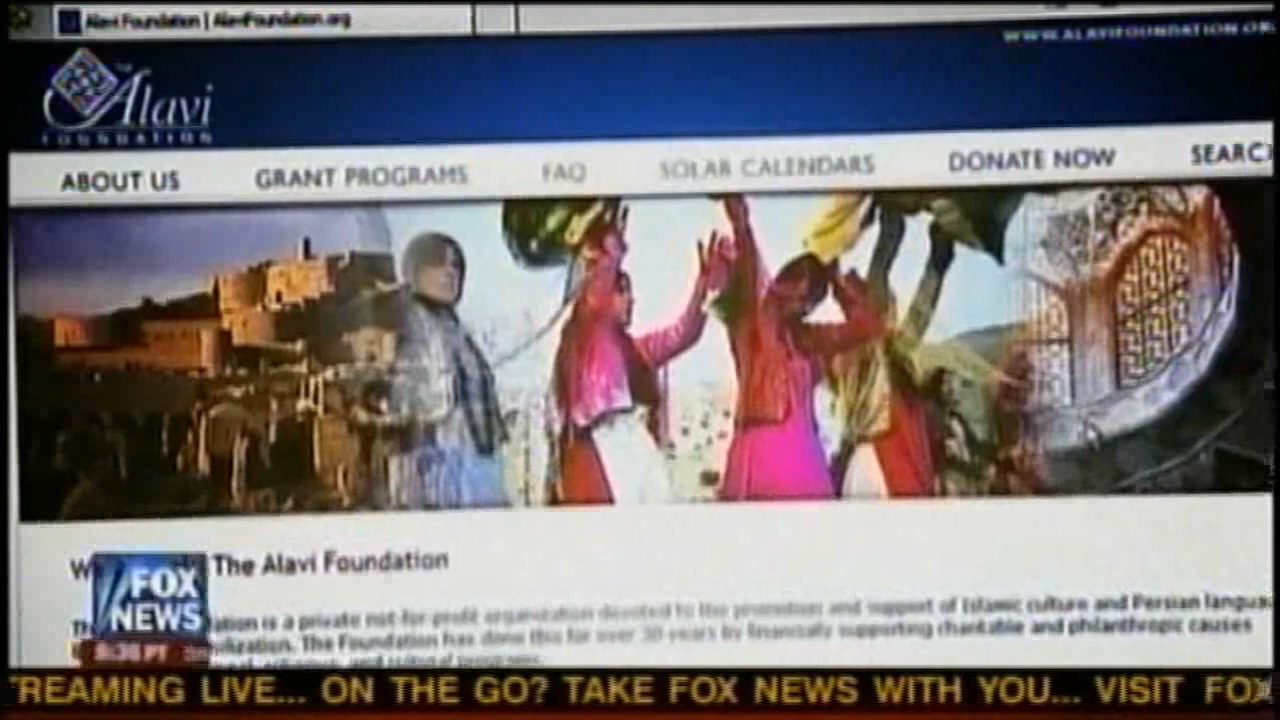 Alavi Foundation | AlaviFoundation.org
WWW.ALAVIFOUNDATION.OR
THE
Alavi
FOUNDATION
ABOUT US GRANT PROGRAMS FAQ SOLAR CALENDARS DONATE NOW SEARC
The Alavi Foundation
ation is a private not-for-profit organization devoted to the promotion and support of Islamic culture and Persian langua
ilization. The Foundation has done this for over 30 years by financially supporting charitable and philanthropic causes
FOX
NEWS
PT
TREAMING LIVE... ON THE GO? TAKE FOX NEWS WITH YOU... VISIT FOX